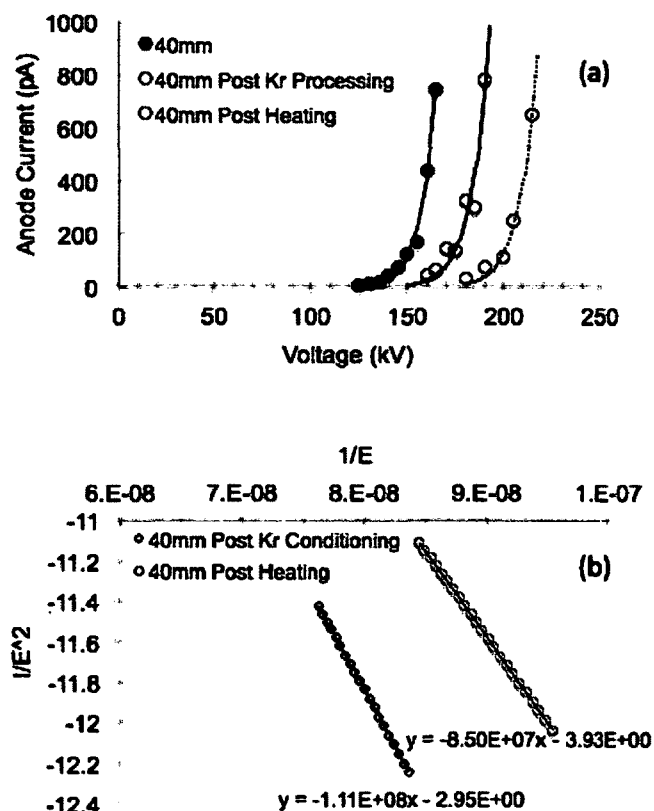 1000
800
600
400
200
0
Anode Current (pA)
40mm
40mm Post Kr Processing
40mm Post Heating
(a)
0 50 100 150 200 250
Voltage (kV)
1/E
6.E-08 7.E-08 8.E-08 9.E-08 1.E-07
-11
-11.2
-11.4
-11.6
-11.8
-12
-12.2
-12.4
I/E^2
40mm Post Kr Conditioning
40mm Post Heating
(b)
y = -8.50E+07x - 3.93E+00
y = -1.11E+08x - 2.95E+00